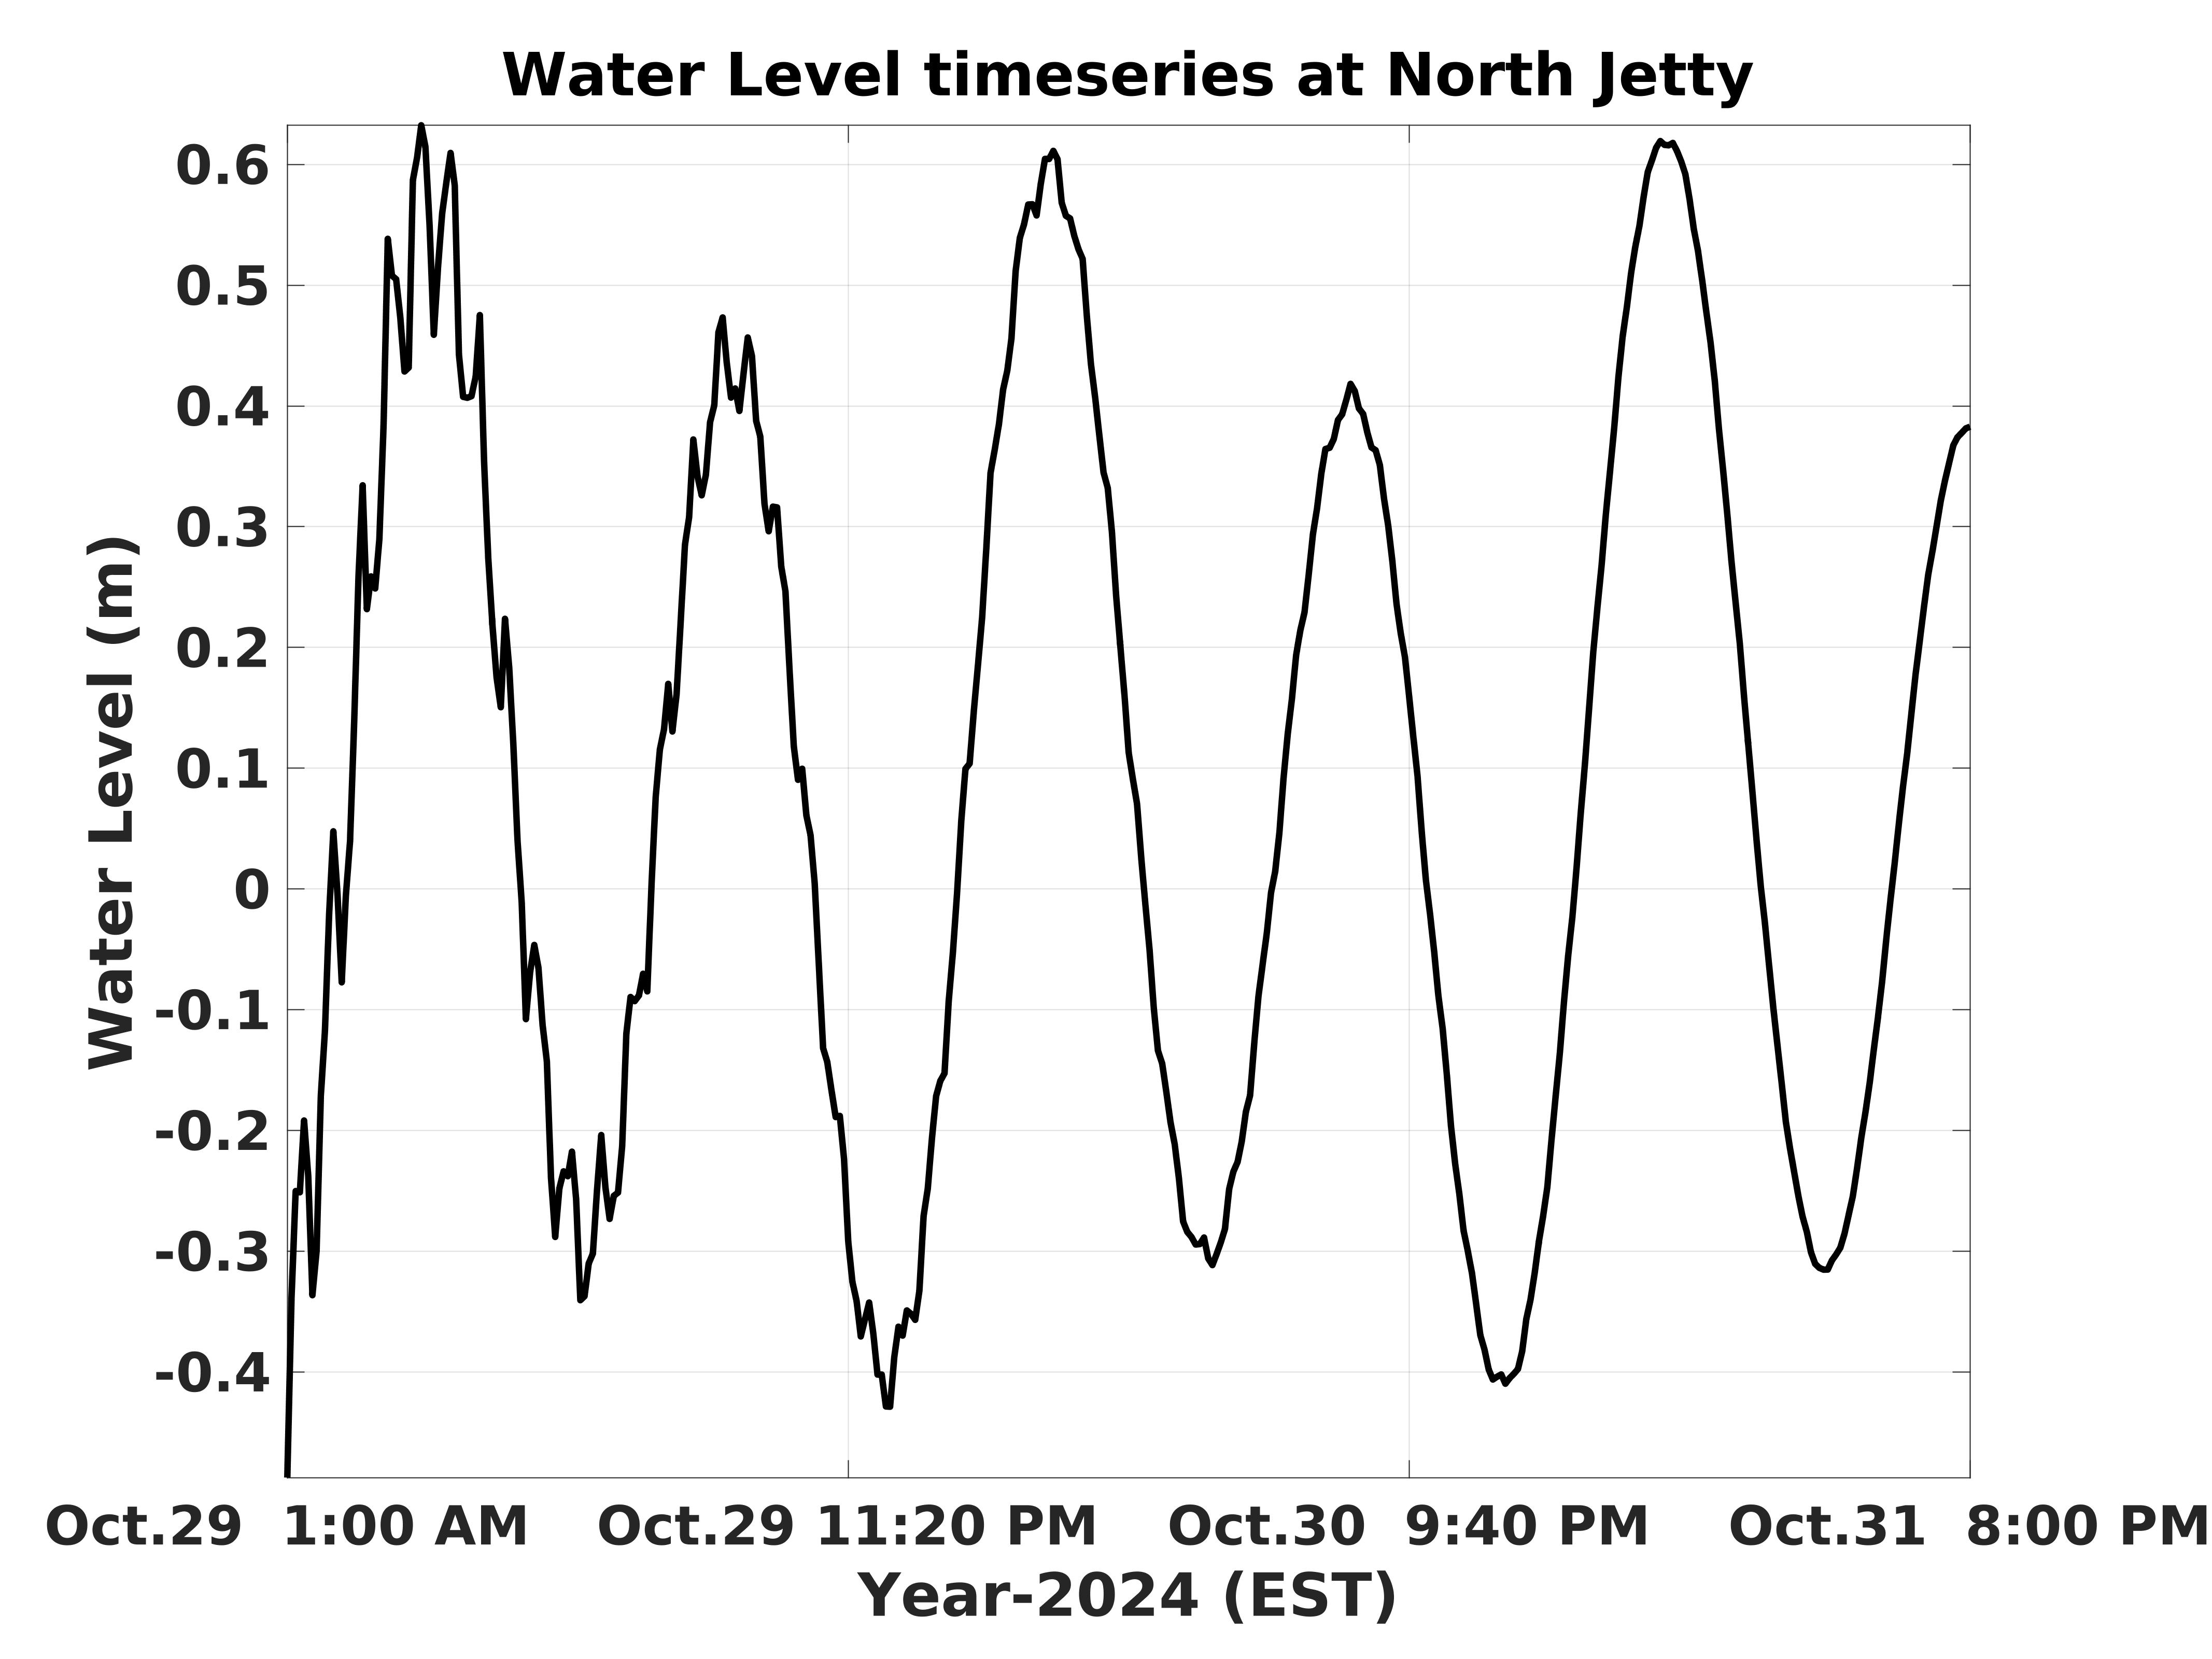 Water Level timeseries at North Jetty
Water Level (m)
0.6
0.5
0.4
0.3
0.2
0.1
0
-0.1
-0.2
-0.3
-0.4
Oct.29 1:00 AM Oct.29 11:20 PM Oct.30 9:40 PM Oct.31 8:00 PM
Year-2024 (EST)